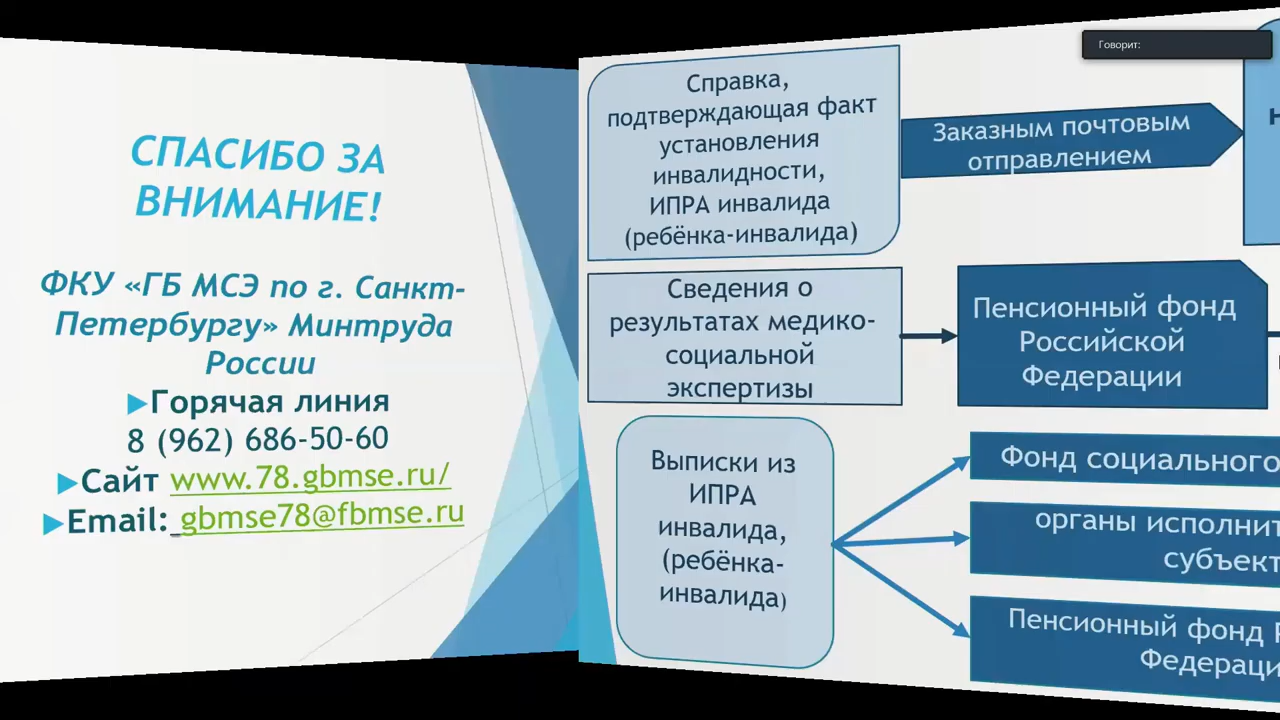 СПАСИБО ЗА
ВНИМАНИЕ!
ФКУ «ГБ МСЭ по г. Санкт-
Петербургу» Минтруда
России
Горячая линия
8 (962) 686-50-60
Сайт www.78.gbmse.ru/
Email: gbmse78@fbmse.ru
Говорит:
Справка,
подтверждающая факт
установления
инвалидности,
ИПРА инвалида
(ребёнка-инвалида)
Заказным почтовым
отправлением
Сведения о
результатах медико-
социальной
экспертизы
Пенсионный фонд
Российской
Федерации
Выписки из
ИПРА
инвалида,
(ребёнка-
инвалида)
Фонд социального
органы
Пенсионный фонд